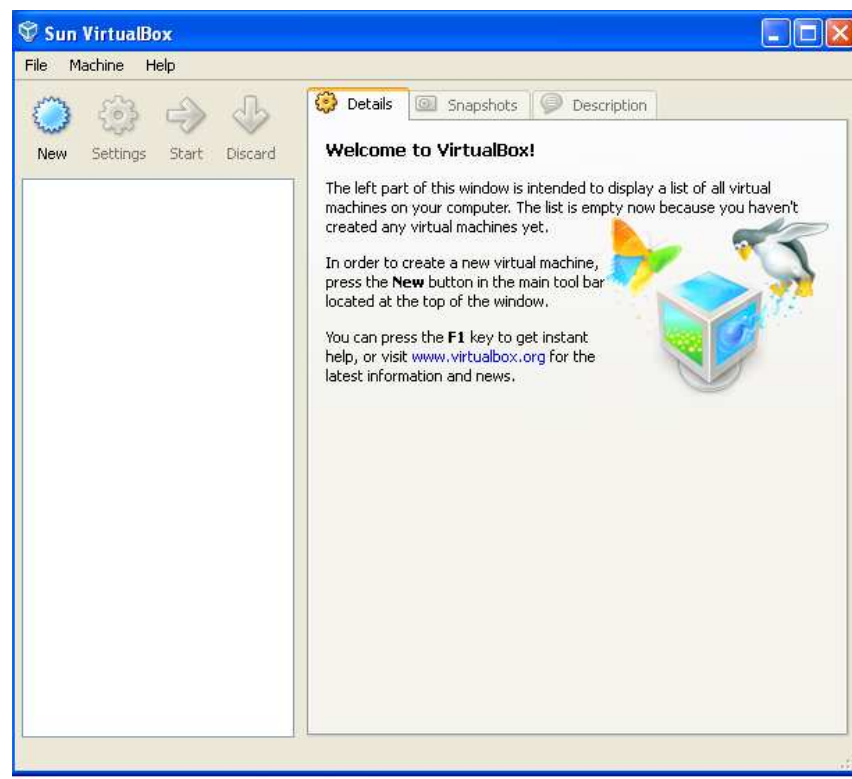 Sun VirtualBox
File Machine Help
New Settings Start Discard
Details Snapshots Description
Welcome to VirtualBox!
The left part of this window is intended to display a list of all virtual
machines on your computer. The list is empty now because you haven't
created any virtual machines yet.
In order to create a new virtual machine,
press the New button in the main tool bar
located at the top of the window.
You can press the F1 key to get instant
help, or visit www.virtualbox.org for the
latest information and news.